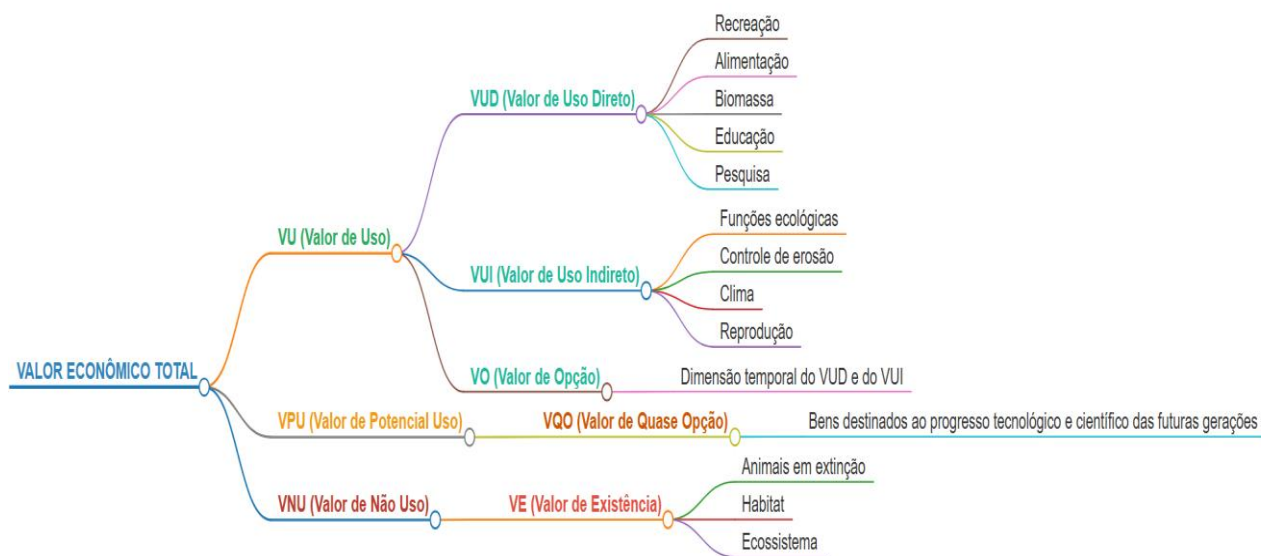 VALOR ECONÔMICO TOTAL
VU (Valor de Uso)
VUD (Valor de Uso Direto)
Recreação
Alimentação
Biomassa
Educação
Pesquisa
VUI (Valor de Uso Indireto)
Funções ecológicas
Controle de erosão
Clima
Reprodução
VO (Valor de Opção)
Dimensão temporal do VUD e do VUI
VPU (Valor de Potencial Uso)
VQO (Valor de Quase Opção)
Bens destinados ao progresso tecnológico e científico das futuras gerações
VNU (Valor de Não Uso)
VE (Valor de Existência)
Animais em extinção
Habitat
Ecossistema